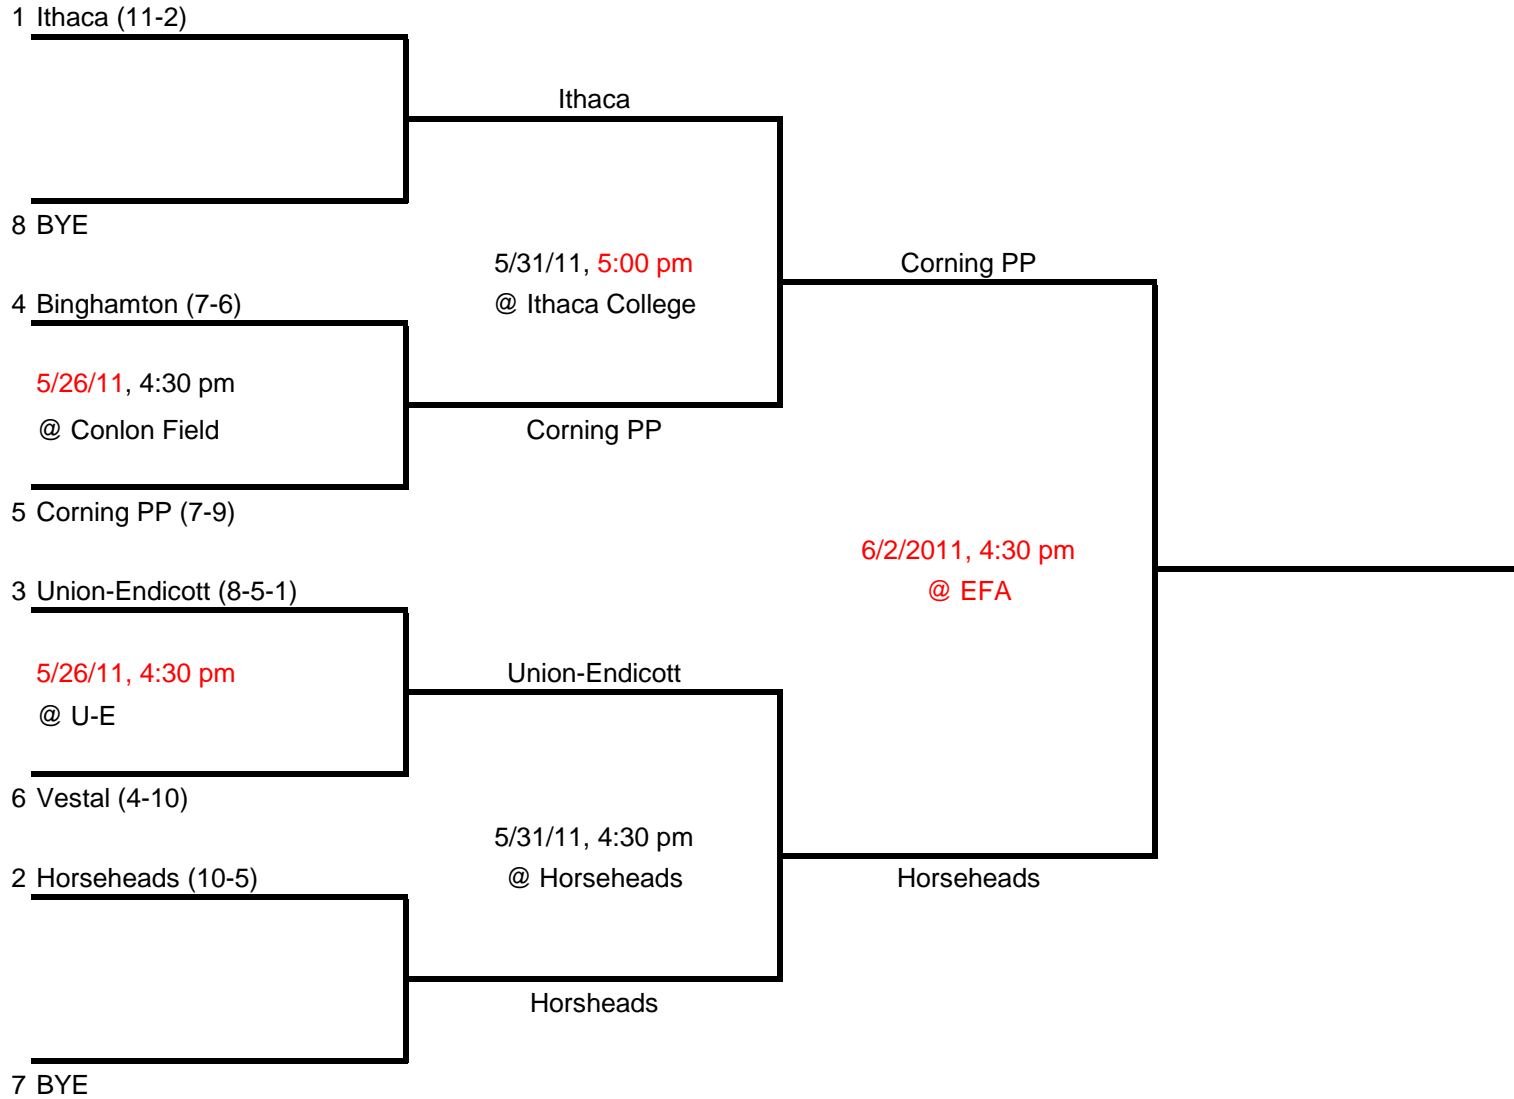 1 Ithaca (11-2)
Ithaca
8 BYE
5/31/11, 5:00 pm
@ Ithaca College
Corning PP
4 Binghamton (7-6)
5/26/11, 4:30 pm
@ Conlon Field
Corning PP
5 Corning PP (7-9)
6/2/2011, 4:30 pm
@ EFA
3 Union-Endicott (8-5-1)
5/26/11, 4:30 pm
@ U-E
Union-Endicott
6 Vestal (4-10)
5/31/11, 4:30 pm
@ Horseheads
Horseheads
2 Horseheads (10-5)
Horsheads
7 BYE